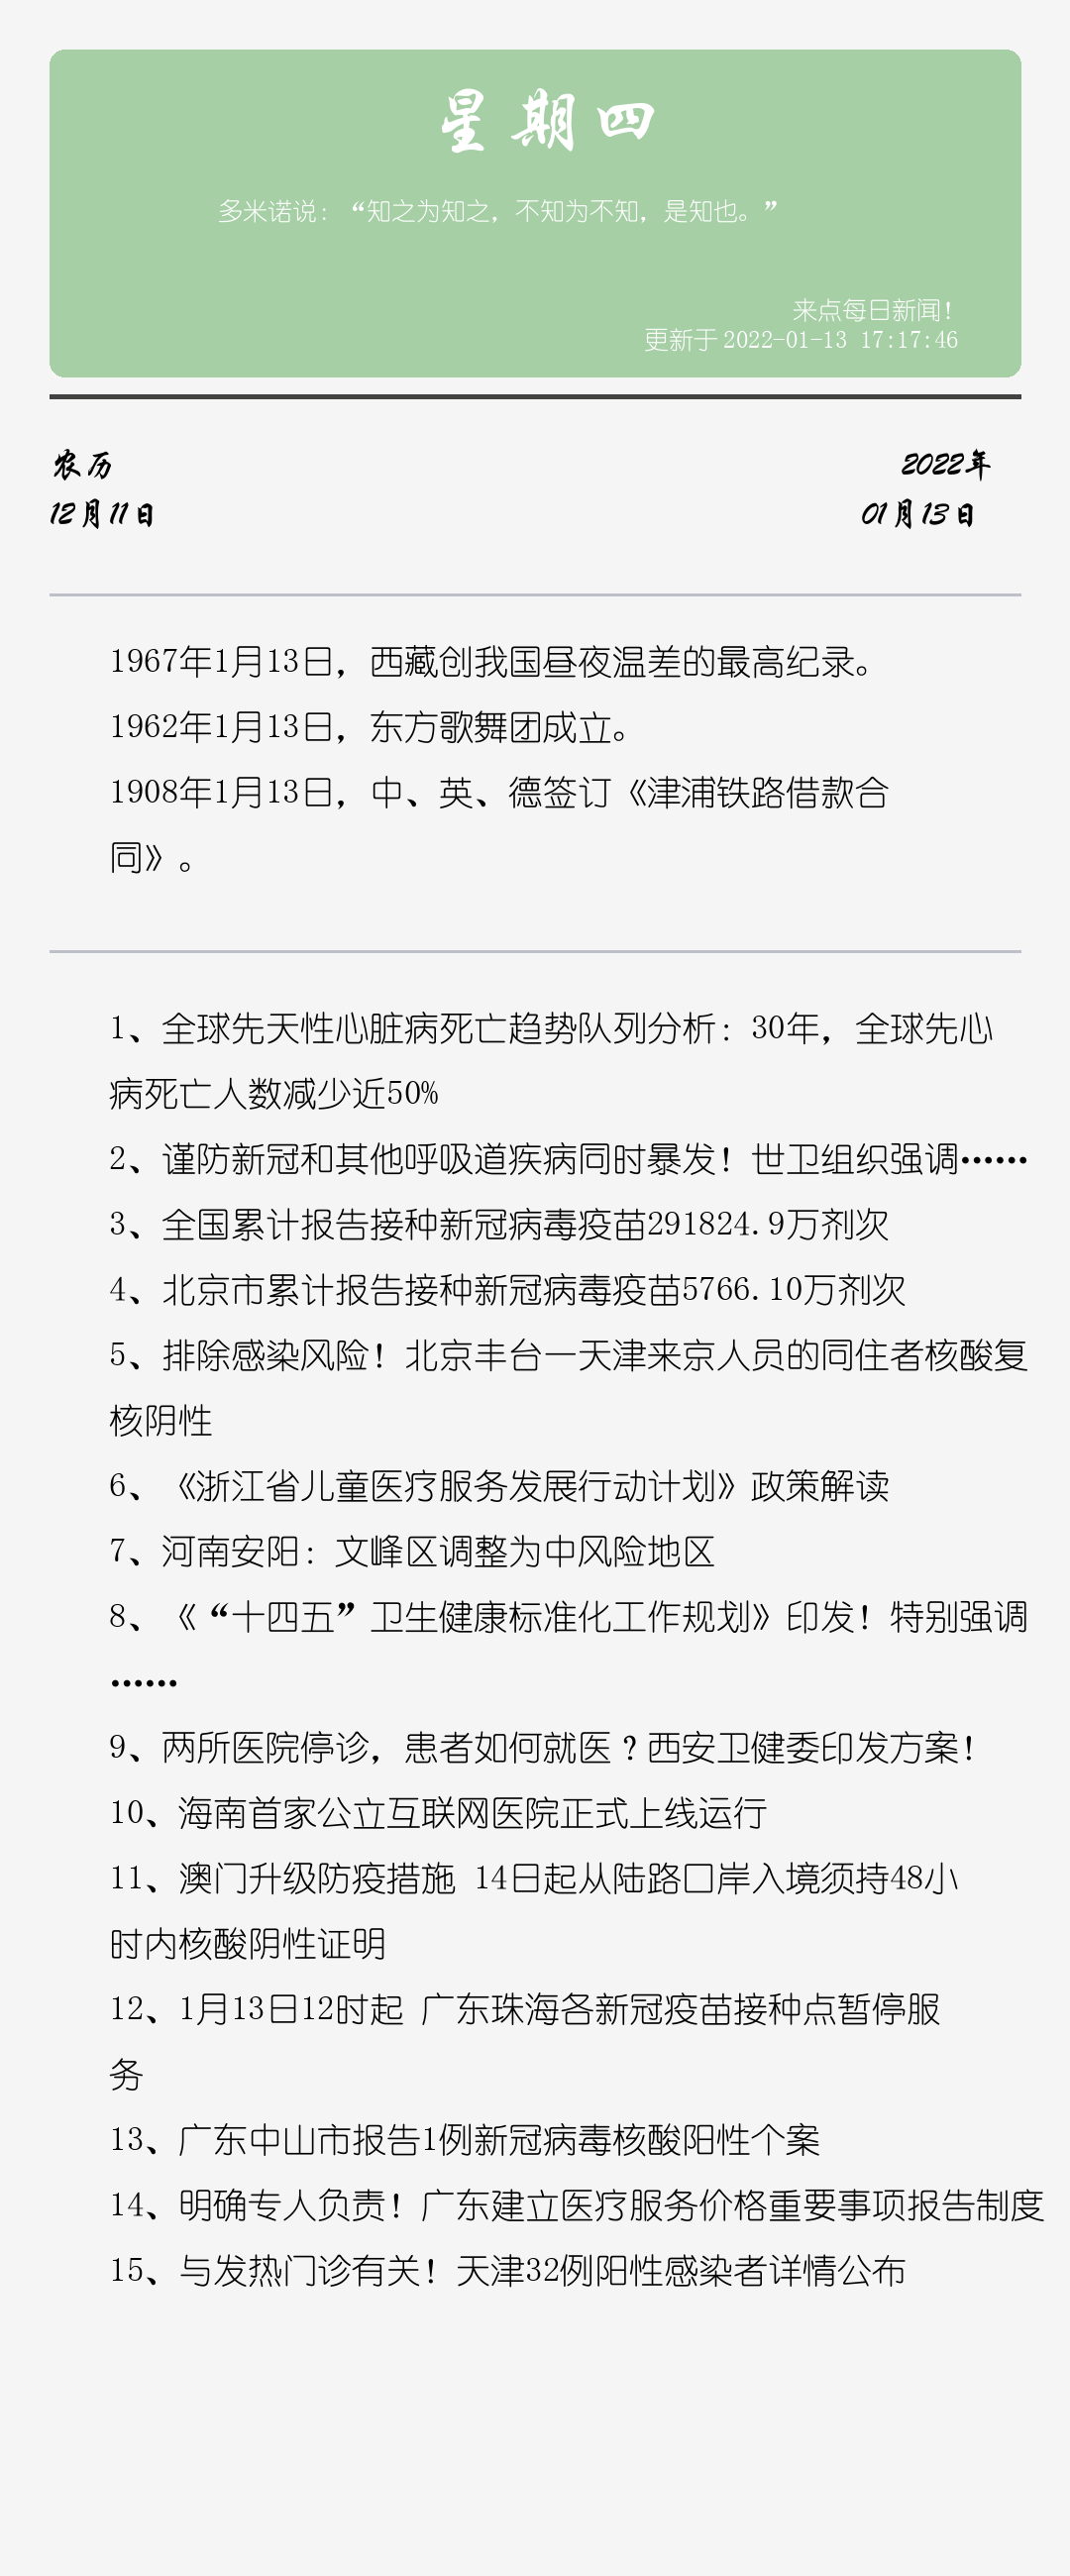 星期四
多米诺说：“知之为知之，不知为不知，是知也。”
来点每日新闻！
更新于 2022-01-13 17:17:46
农历
2022年
12月11日
01月13日
1967年1月13日，西藏创我国昼夜温差的最高纪录。
1962年1月13日，东方歌舞团成立。
1908年1月13日，中、英、德签订《津浦铁路借款合
同》。
1、全球先天性心脏病死亡趋势队列分析：30年，全球先心
病死亡人数减少近50%
2、谨防新冠和其他呼吸道疾病同时暴发！世卫组织强调……
3、全国累计报告接种新冠病毒疫苗291824.9万剂次
4、北京市累计报告接种新冠病毒疫苗5766.10万剂次
5、排除感染风险！北京丰台一天津来京人员的同住者核酸复
核阴性
6、《浙江省儿童医疗服务发展行动计划》政策解读
7、河南安阳：文峰区调整为中风险地区
8、《“十四五”卫生健康标准化工作规划》印发！特别强调
……
9、两所医院停诊，患者如何就医？西安卫健委印发方案！
10、海南首家公立互联网医院正式上线运行
11、澳门升级防疫措施 14日起从陆路口岸入境须持48小
时内核酸阴性证明
12、1月13日12时起 广东珠海各新冠疫苗接种点暂停服
务
13、广东中山市报告1例新冠病毒核酸阳性个案
14、明确专人负责！广东建立医疗服务价格重要事项报告制度
15、与发热门诊有关！天津32例阳性感染者详情公布